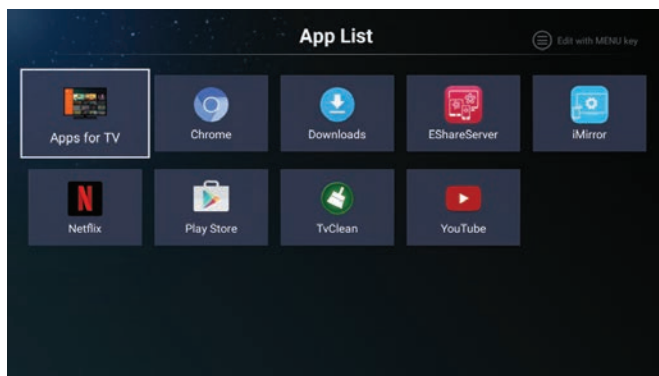 App List
Edit with MENU key
Apps for TV
Chrome
Downloads
EShareServer
iMirror
N
Netflix
Play Store
TvClean
YouTube